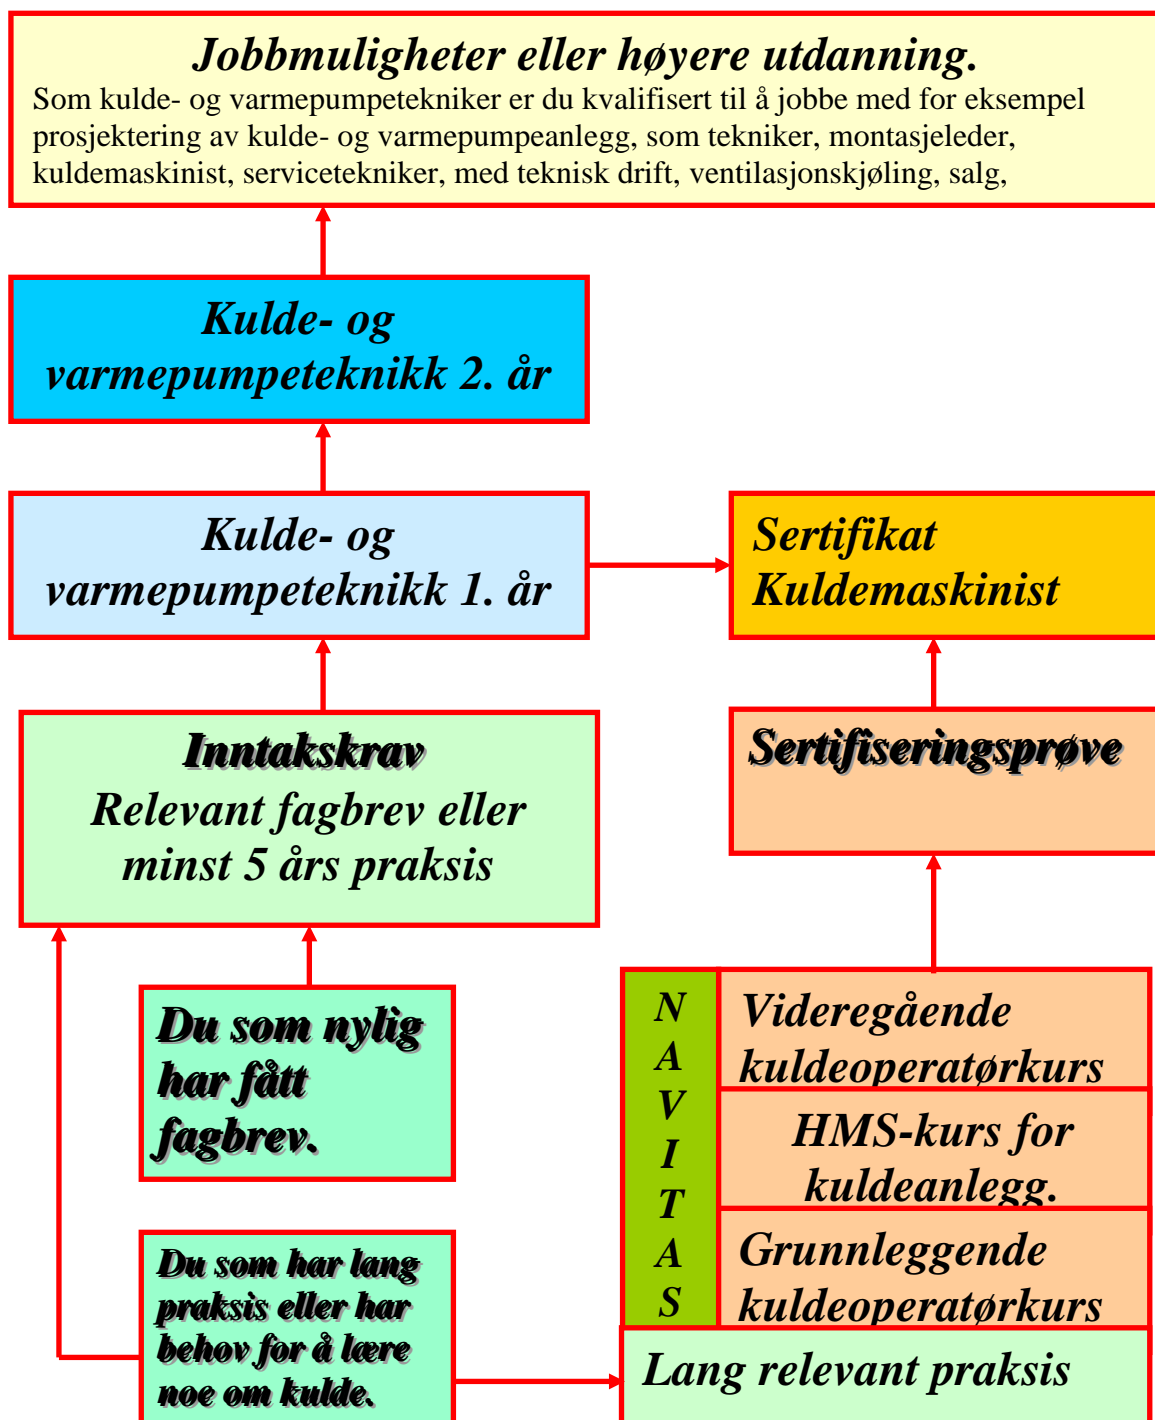 Jobbmuligheter eller høyere utdanning.
Som kulde- og varmepumpetekniker er du kvalifisert til å jobbe med for eksempel
prosjektering av kulde- og varmepumpeanlegg, som tekniker, montasjeleder,
kuldemaskinist, servicetekniker, med teknisk drift, ventilasjonskjøling, salg,
Kulde- og
varmepumpeteknikk 2. år
Kulde- og
varmepumpeteknikk 1. år
Sertifikat
Kuldemaskinist
Inntakskrav
Relevant fagbrev eller
minst 5 års praksis
Sertifiseringsprøve
Du som nylig
har fått
fagbrev.
N
A
V
I
T
A
S
Videregående
kuldeoperatørkurs
HMS-kurs for
kuldeanlegg.
Grunnleggende
kuldeoperatørkurs
Du som har lang
praksis eller har
behov for å lære
noe om kulde.
Lang relevant praksis